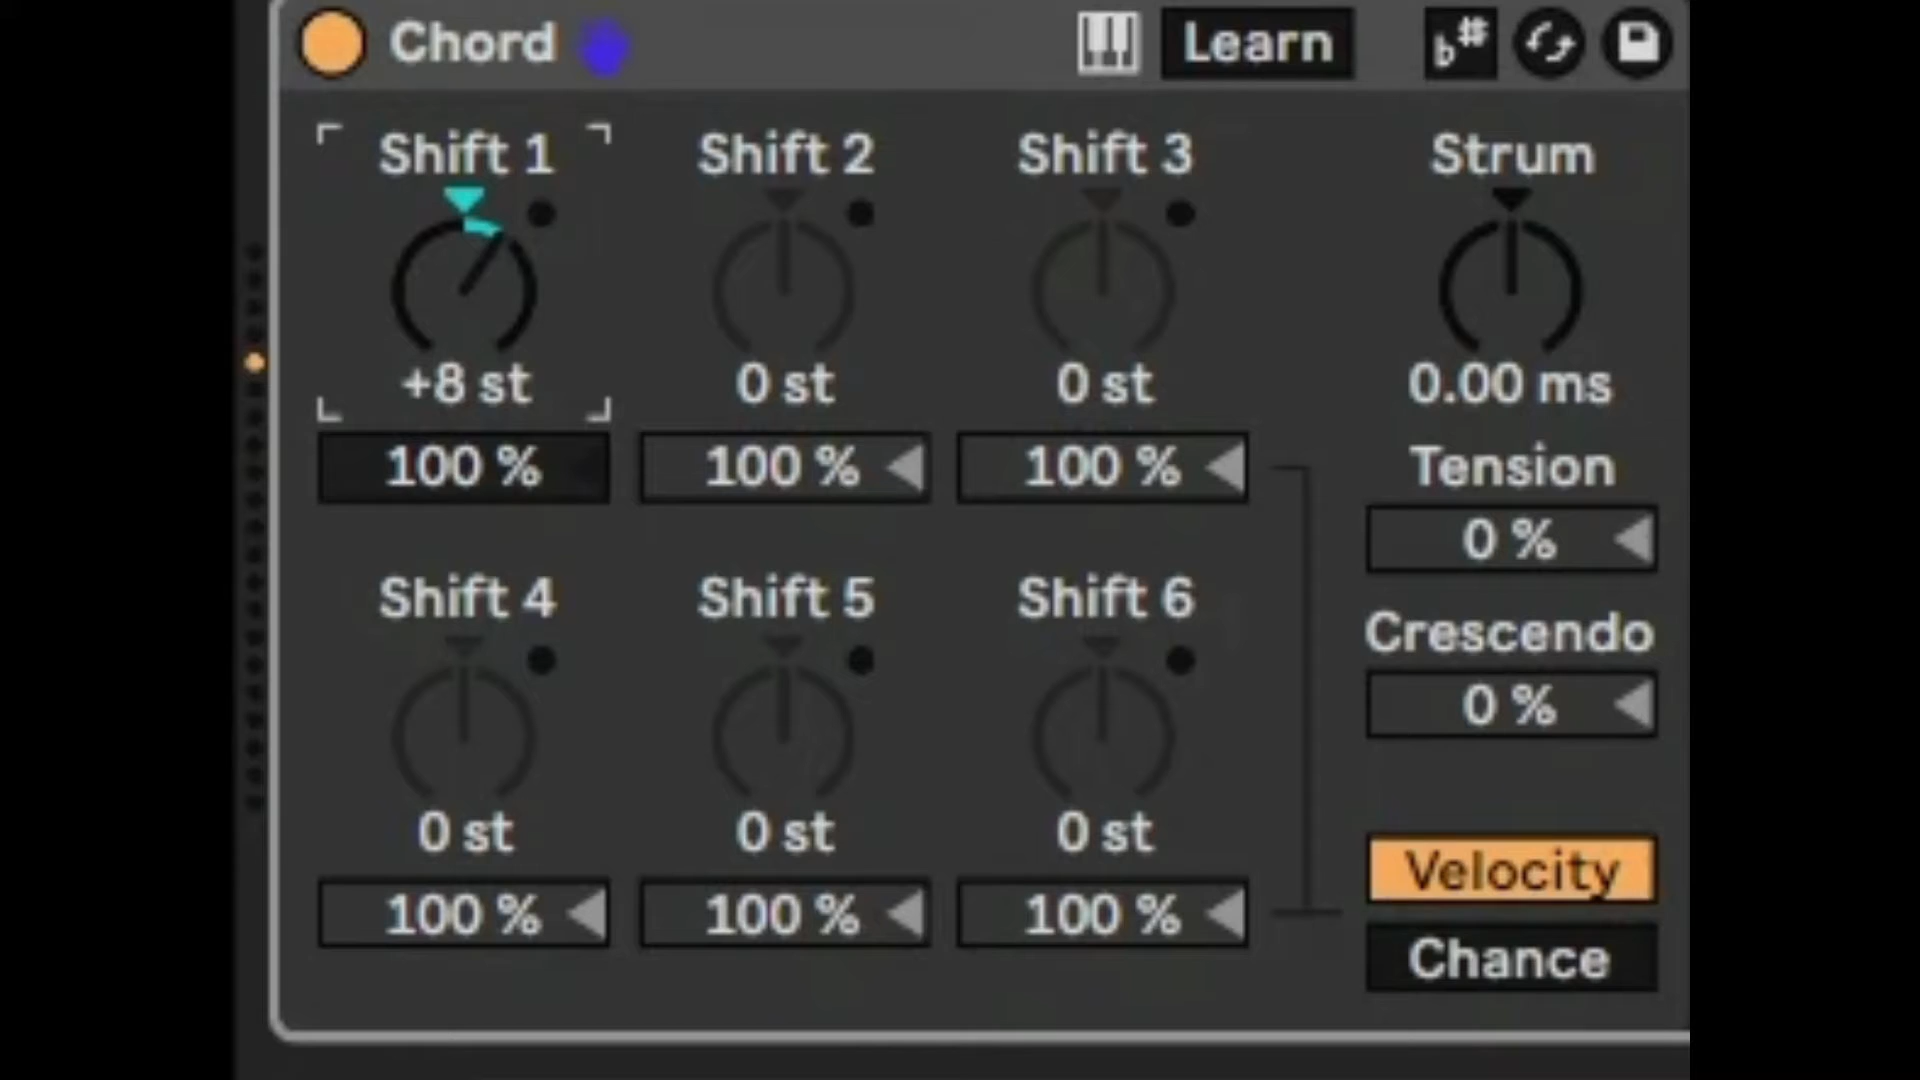 Chord Learn b#
Shift 1 Shift 2 Shift 3 Strum
+8 st 0 st 0 st 0.00 ms
100 % 100 % 100 % Tension
0 %
Shift 4 Shift 5 Shift 6 Crescendo
0 %
0 st 0 st 0 st Velocity
100 % 100 % 100 % Chance